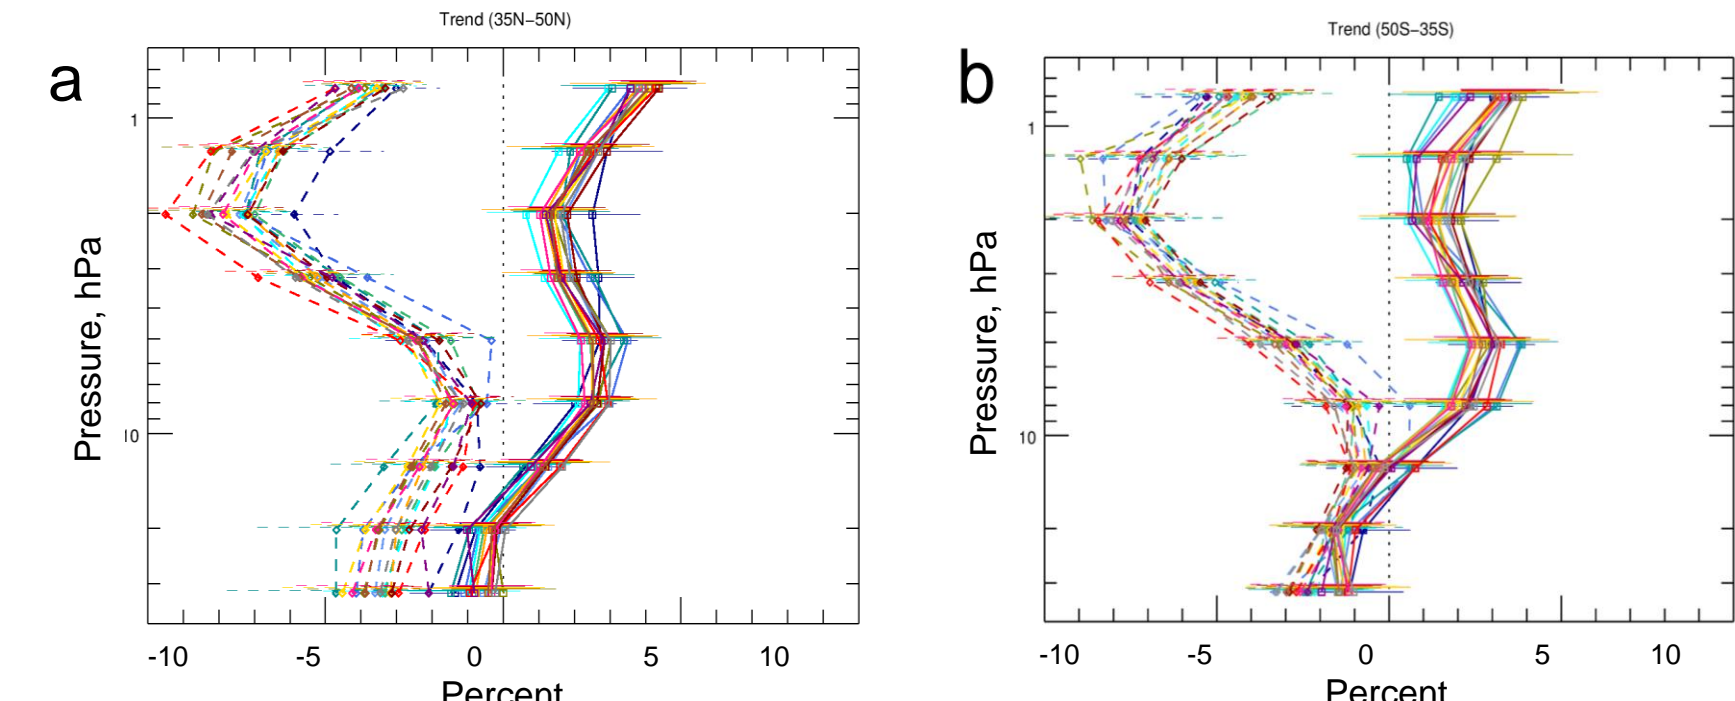 Trend (35N−50N)
a
1
10
Pressure, hPa
-10 -5 0 5 10
Percent
Trend (50S−35S)
b
1
10
Pressure, hPa
-10 -5 0 5 10
Percent